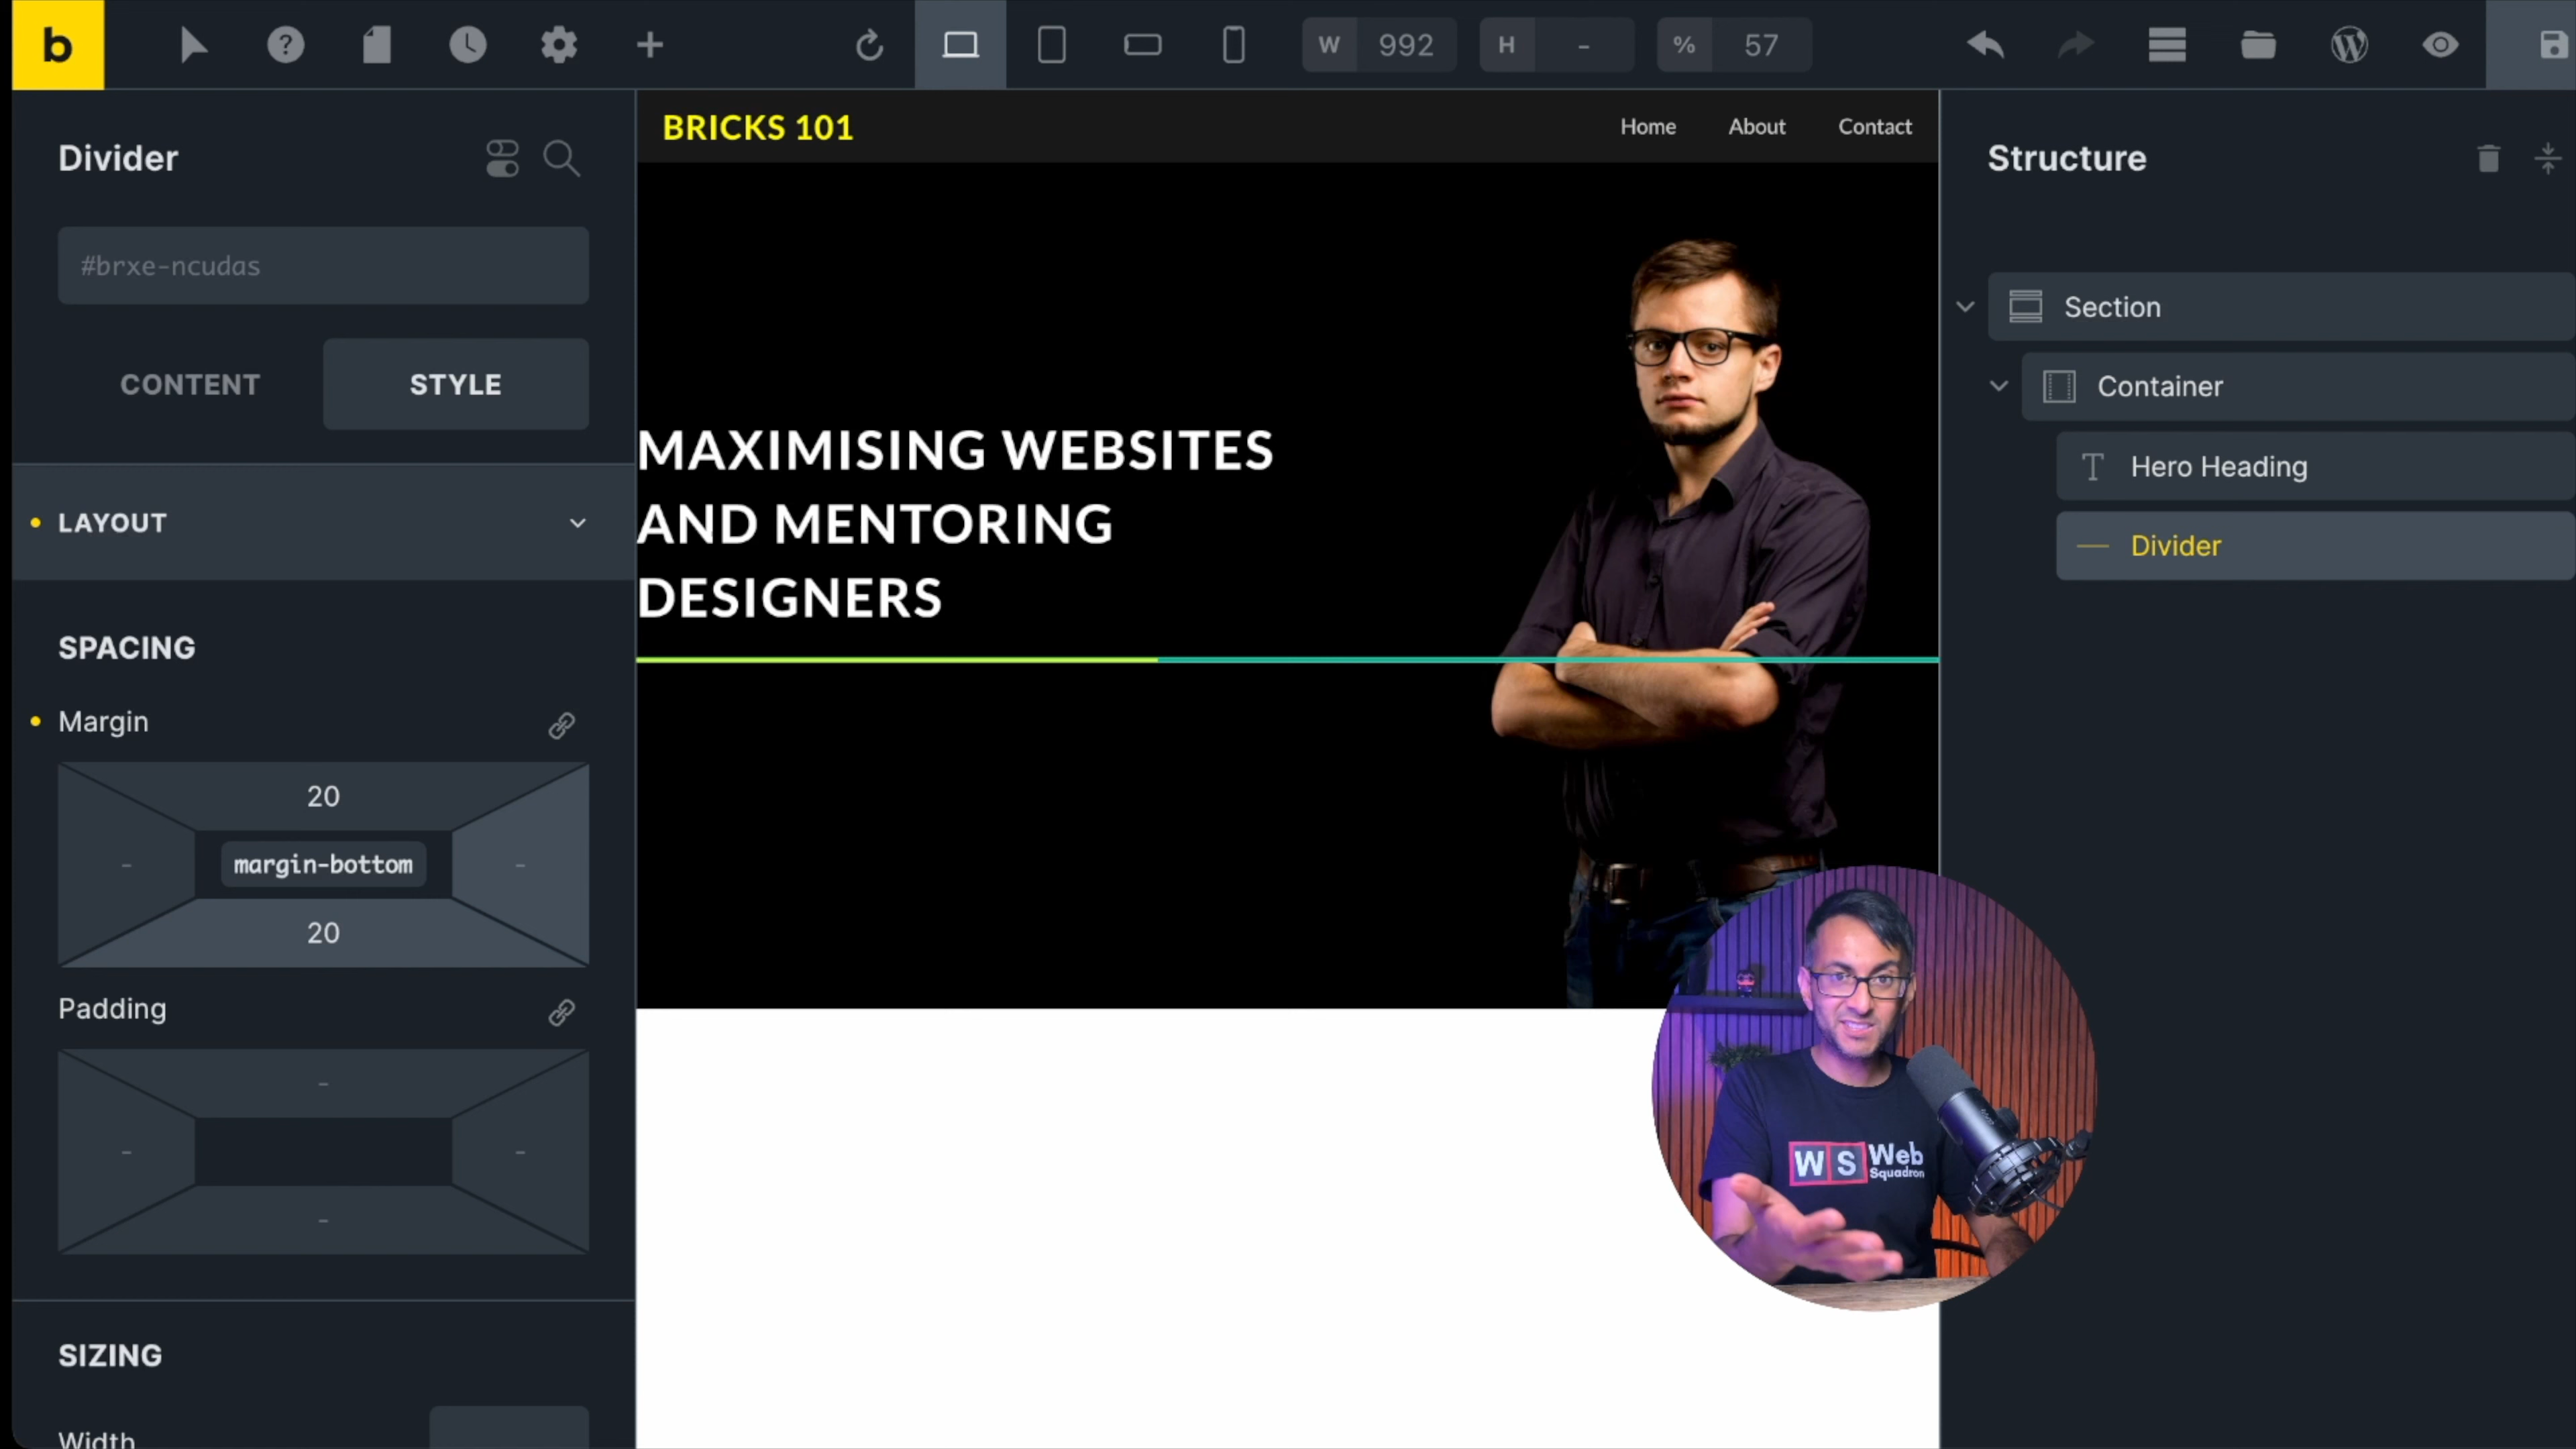 b
?
W 992
H -
% 57
Divider
#brxe-ncudas
CONTENT
STYLE
LAYOUT
SPACING
Margin
20
-
margin-bottom
-
20
Padding
-
-
-
-
SIZING
Width
BRICKS 101
Home
About
Contact
MAXIMISING WEBSITES
AND MENTORING
DESIGNERS
WS Web
Squadron
Structure
Section
Container
T Hero Heading
Divider